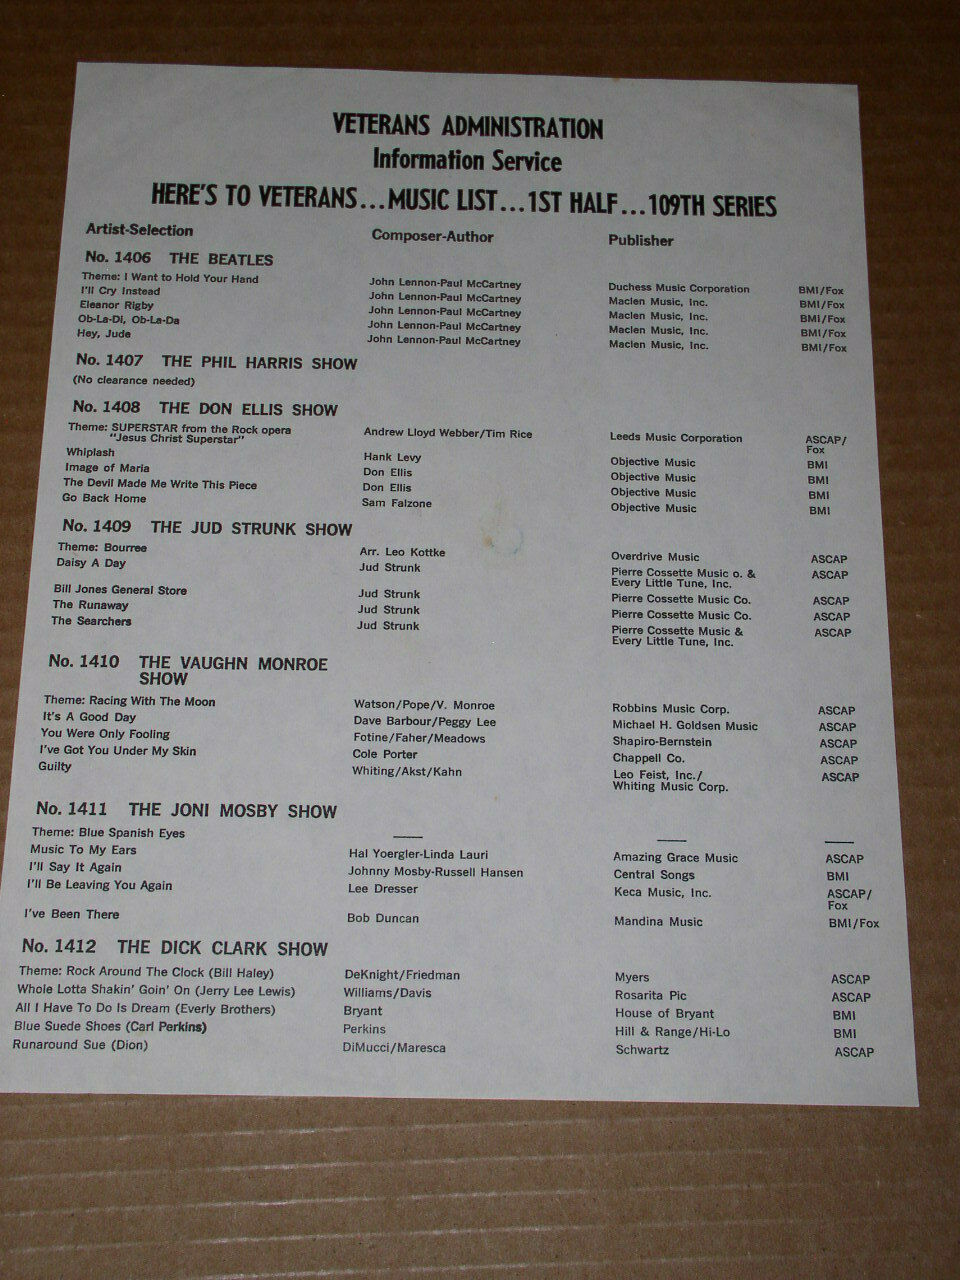 VETERANS ADMINISTRATION
Information Service
HERE'S TO VETERANS...MUSIC LIST...1ST HALF...109TH SERIES
Artist-Selection Composer-Author Publisher
No. 1406 THE BEATLES
Theme: I Want to Hold Your Hand John Lennon-Paul McCartney Duchess Music Corporation BMI/Fox
I'll Cry Instead John Lennon-Paul McCartney Maclen Music, Inc. BMI/Fox
Eleanor Rigby John Lennon-Paul McCartney Maclen Music, Inc. BMI/Fox
Ob-La-Di, Ob-La-Da John Lennon-Paul McCartney Maclen Music, Inc. BMI/Fox
Hey, Jude John Lennon-Paul McCartney Maclen Music, Inc. BMI/Fox
No. 1407 THE PHIL HARRIS SHOW
(No clearance needed)
No. 1408 THE DON ELLIS SHOW
Theme: SUPERSTAR from the Rock opera Andrew Lloyd Webber/Tim Rice Leeds Music Corporation ASCAP/
"Jesus Christ Superstar" Fox
Whiplash Hank Levy Objective Music BMI
Image of Maria Don Ellis Objective Music BMI
The Devil Made Me Write This Piece Don Ellis Objective Music BMI
Go Back Home Sam Falzone Objective Music BMI
No. 1409 THE JUD STRUNK SHOW
Theme: Bourree Arr. Leo Kottke Overdrive Music ASCAP
Daisy A Day Jud Strunk Pierre Cossette Music o. & ASCAP
Every Little Tune, Inc.
Bill Jones General Store Jud Strunk Pierre Cossette Music Co. ASCAP
The Runaway Jud Strunk Pierre Cossette Music Co. ASCAP
The Searchers Jud Strunk Pierre Cossette Music & ASCAP
Every Little Tune, Inc.
No. 1410 THE VAUGHN MONROE
SHOW
Theme: Racing With The Moon Watson/Pope/V. Monroe Robbins Music Corp. ASCAP
It's A Good Day Dave Barbour/Peggy Lee Michael H. Goldsen Music ASCAP
You Were Only Fooling Fotine/Faher/Meadows Shapiro-Bernstein ASCAP
I've Got You Under My Skin Cole Porter Chappell Co. ASCAP
Guilty Whiting/Akst/Kahn Leo Feist, Inc./ ASCAP
Whiting Music Corp.
No. 1411 THE JONI MOSBY SHOW
Theme: Blue Spanish Eyes —— —— ——
Music To My Ears Hal Yoergler-Linda Lauri Amazing Grace Music ASCAP
I'll Say It Again Johnny Mosby-Russell Hansen Central Songs BMI
I'll Be Leaving You Again Lee Dresser Keca Music, Inc. ASCAP/
Fox
I've Been There Bob Duncan Mandina Music BMI/Fox
No. 1412 THE DICK CLARK SHOW
Theme: Rock Around The Clock (Bill Haley) DeKnight/Friedman Myers ASCAP
Whole Lotta Shakin' Goin' On (Jerry Lee Lewis) Williams/Davis Rosarita Pic ASCAP
All I Have To Do Is Dream (Everly Brothers) Bryant House of Bryant BMI
Blue Suede Shoes (Carl Perkins) Perkins Hill & Range/Hi-Lo BMI
Runaround Sue (Dion) DiMucci/Maresca Schwartz ASCAP